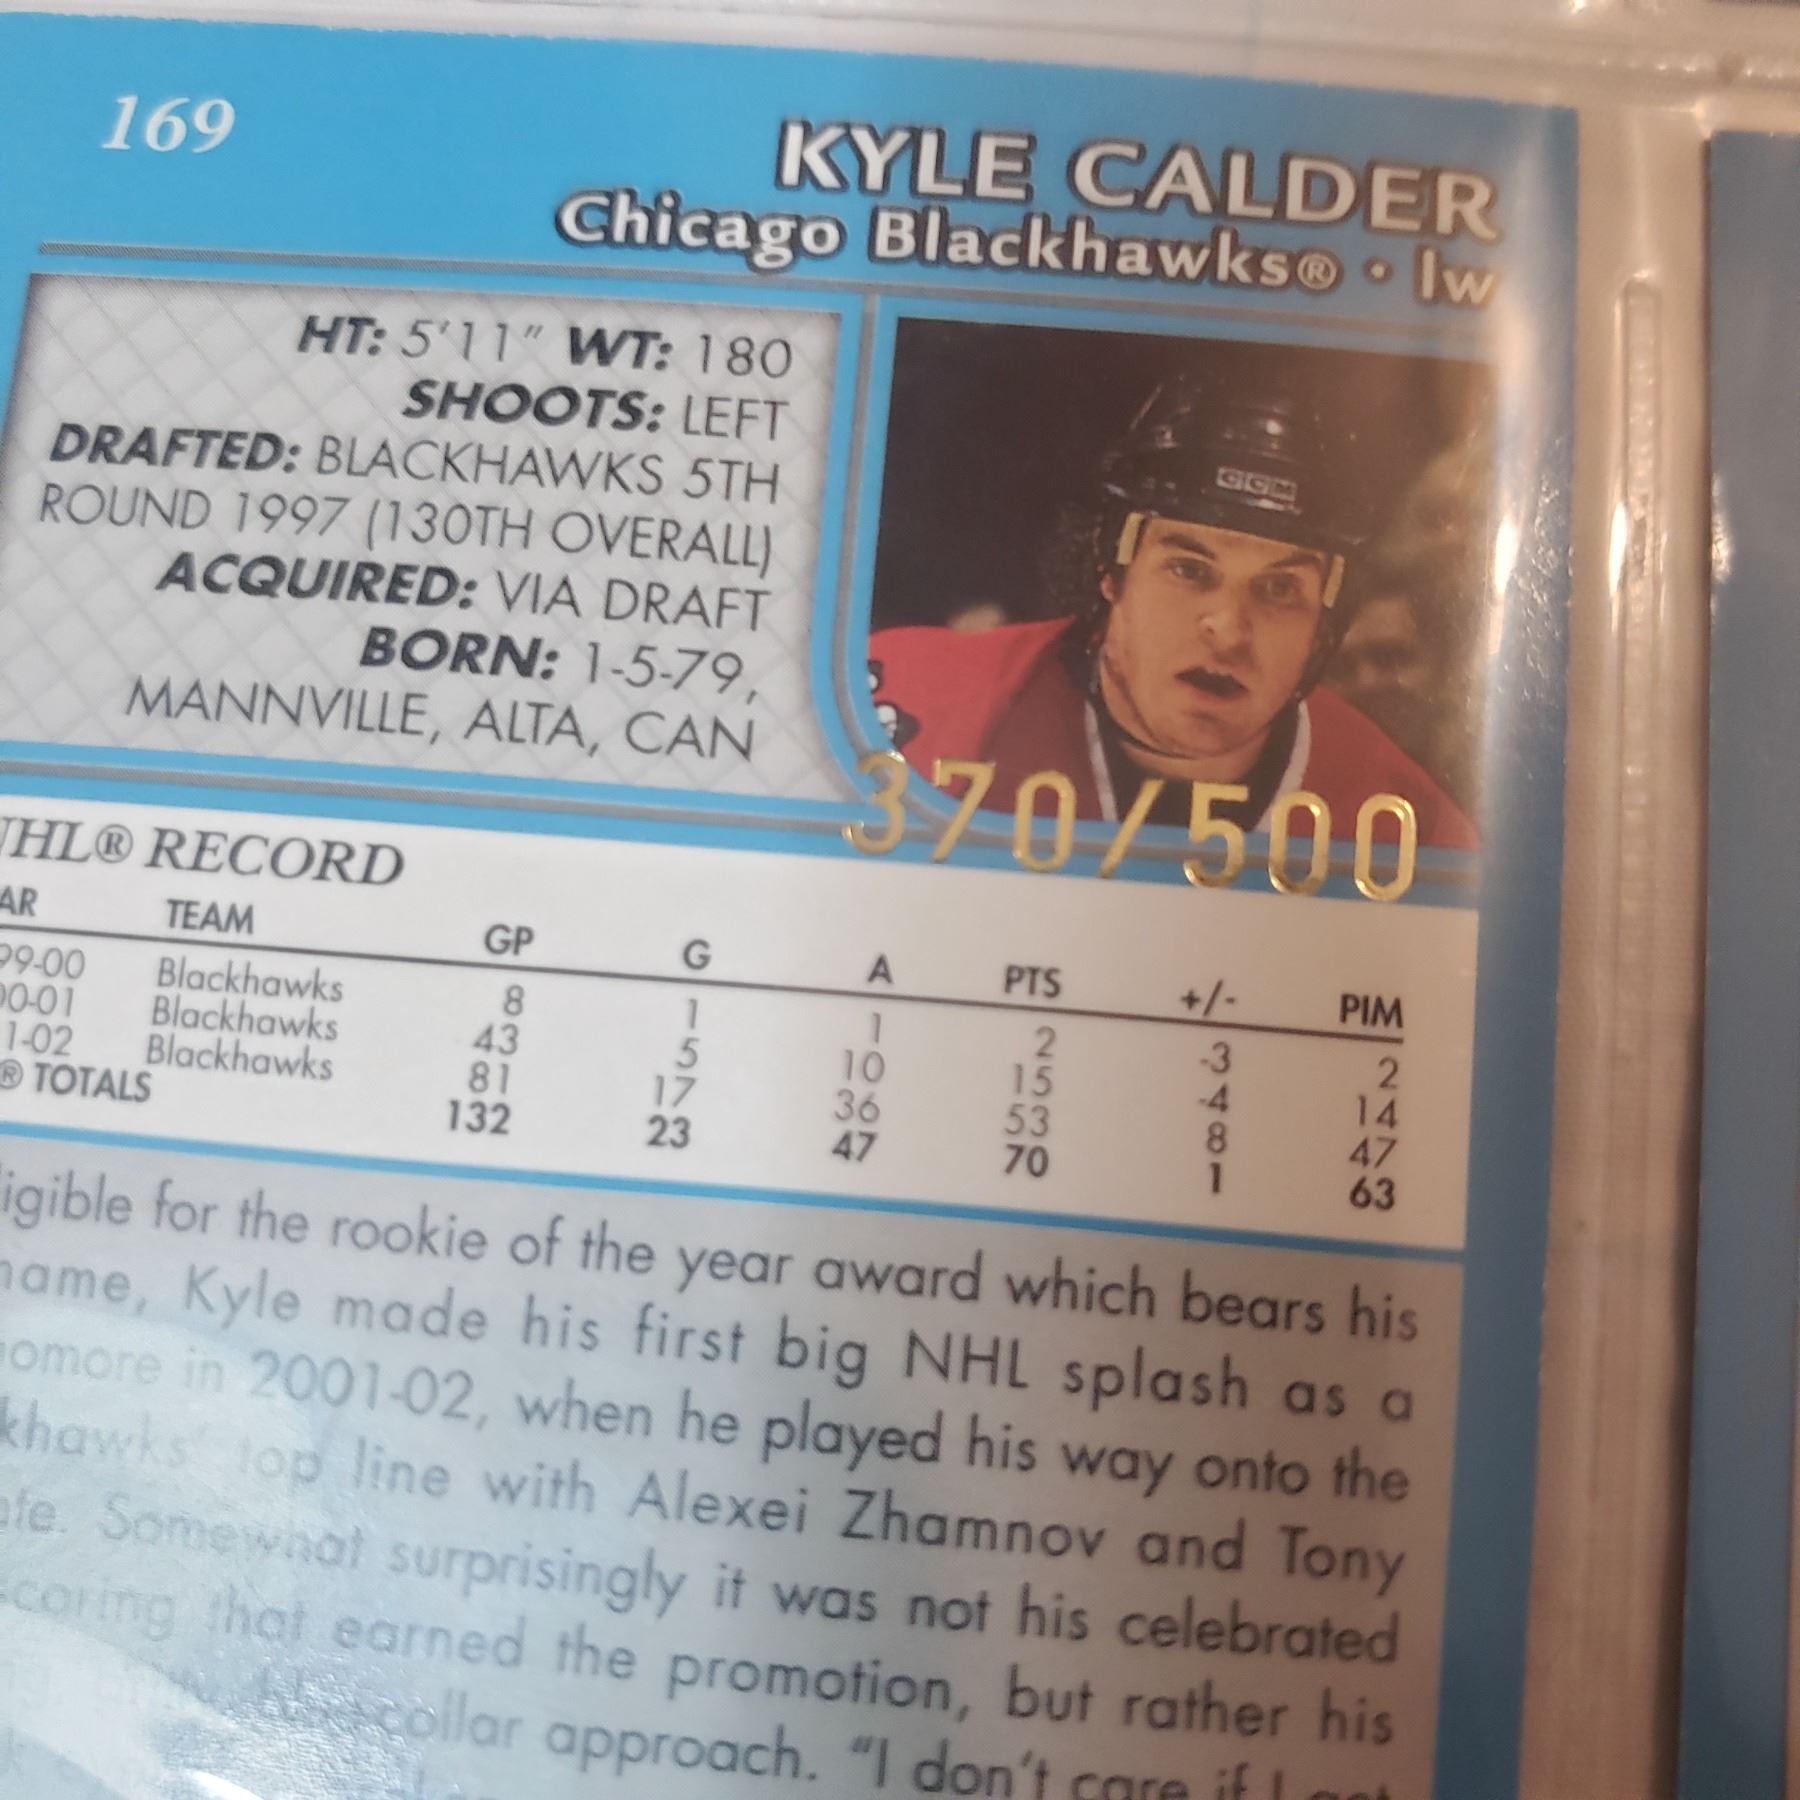 169
KYLE CALDER
Chicago Blackhawks® • lw
HT: 5'11" WT: 180
SHOOTS: LEFT
DRAFTED: BLACKHAWKS 5TH
ROUND 1997 (130TH OVERALL)
ACQUIRED: VIA DRAFT
BORN: 1-5-79,
MANNVILLE, ALTA, CAN
CCM
370/500
NHL® RECORD
AR TEAM GP G A PTS +/- PIM
99-00 Blackhawks 8 1 1 2 -3 2
00-01 Blackhawks 43 5 10 15 -4 14
1-02 Blackhawks 81 17 36 53 8 47
® TOTALS 132 23 47 70 1 63
igible for the rookie of the year award which bears his
name, Kyle made his first big NHL splash as a
omore in 2001-02, when he played his way onto the
khawks' top line with Alexei Zhamnov and Tony
te. Somewhat surprisingly it was not his celebrated
scoring that earned the promotion, but rather his
collar approach. "I don't care if I get